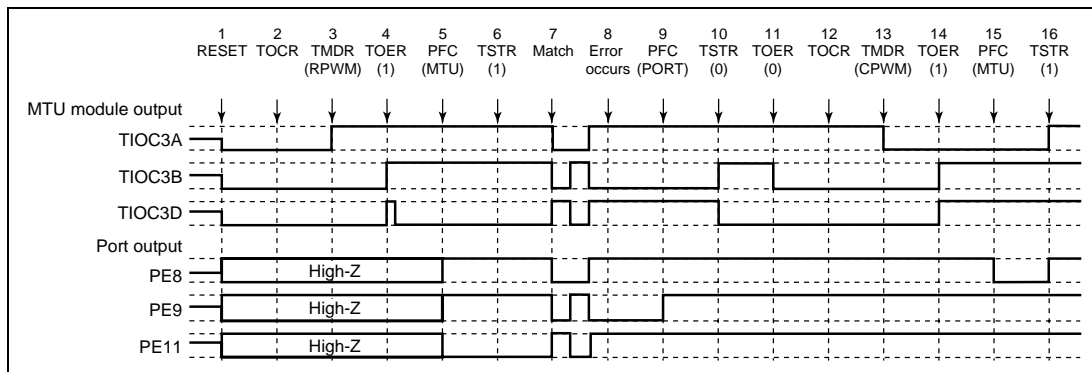 1 2 3 4 5 6 7 8 9 10 11 12 13 14 15 16
RESET TOCR TMDR TOER PFC TSTR Match Error PFC TSTR TOER TOCR TMDR TOER PFC TSTR
(RPWM) (1) (MTU) (1) occurs (PORT) (0) (0) (CPWM) (1) (MTU) (1)
MTU module output
TIOC3A
TIOC3B
TIOC3D
Port output
PE8 High-Z
PE9 High-Z
PE11 High-Z